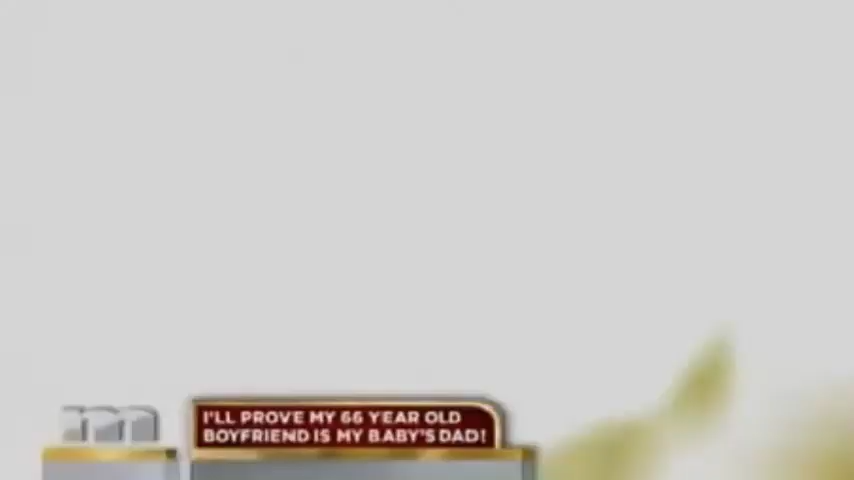 m
I'LL PROVE MY 66 YEAR OLD
BOYFRIEND IS MY BABY'S DAD!